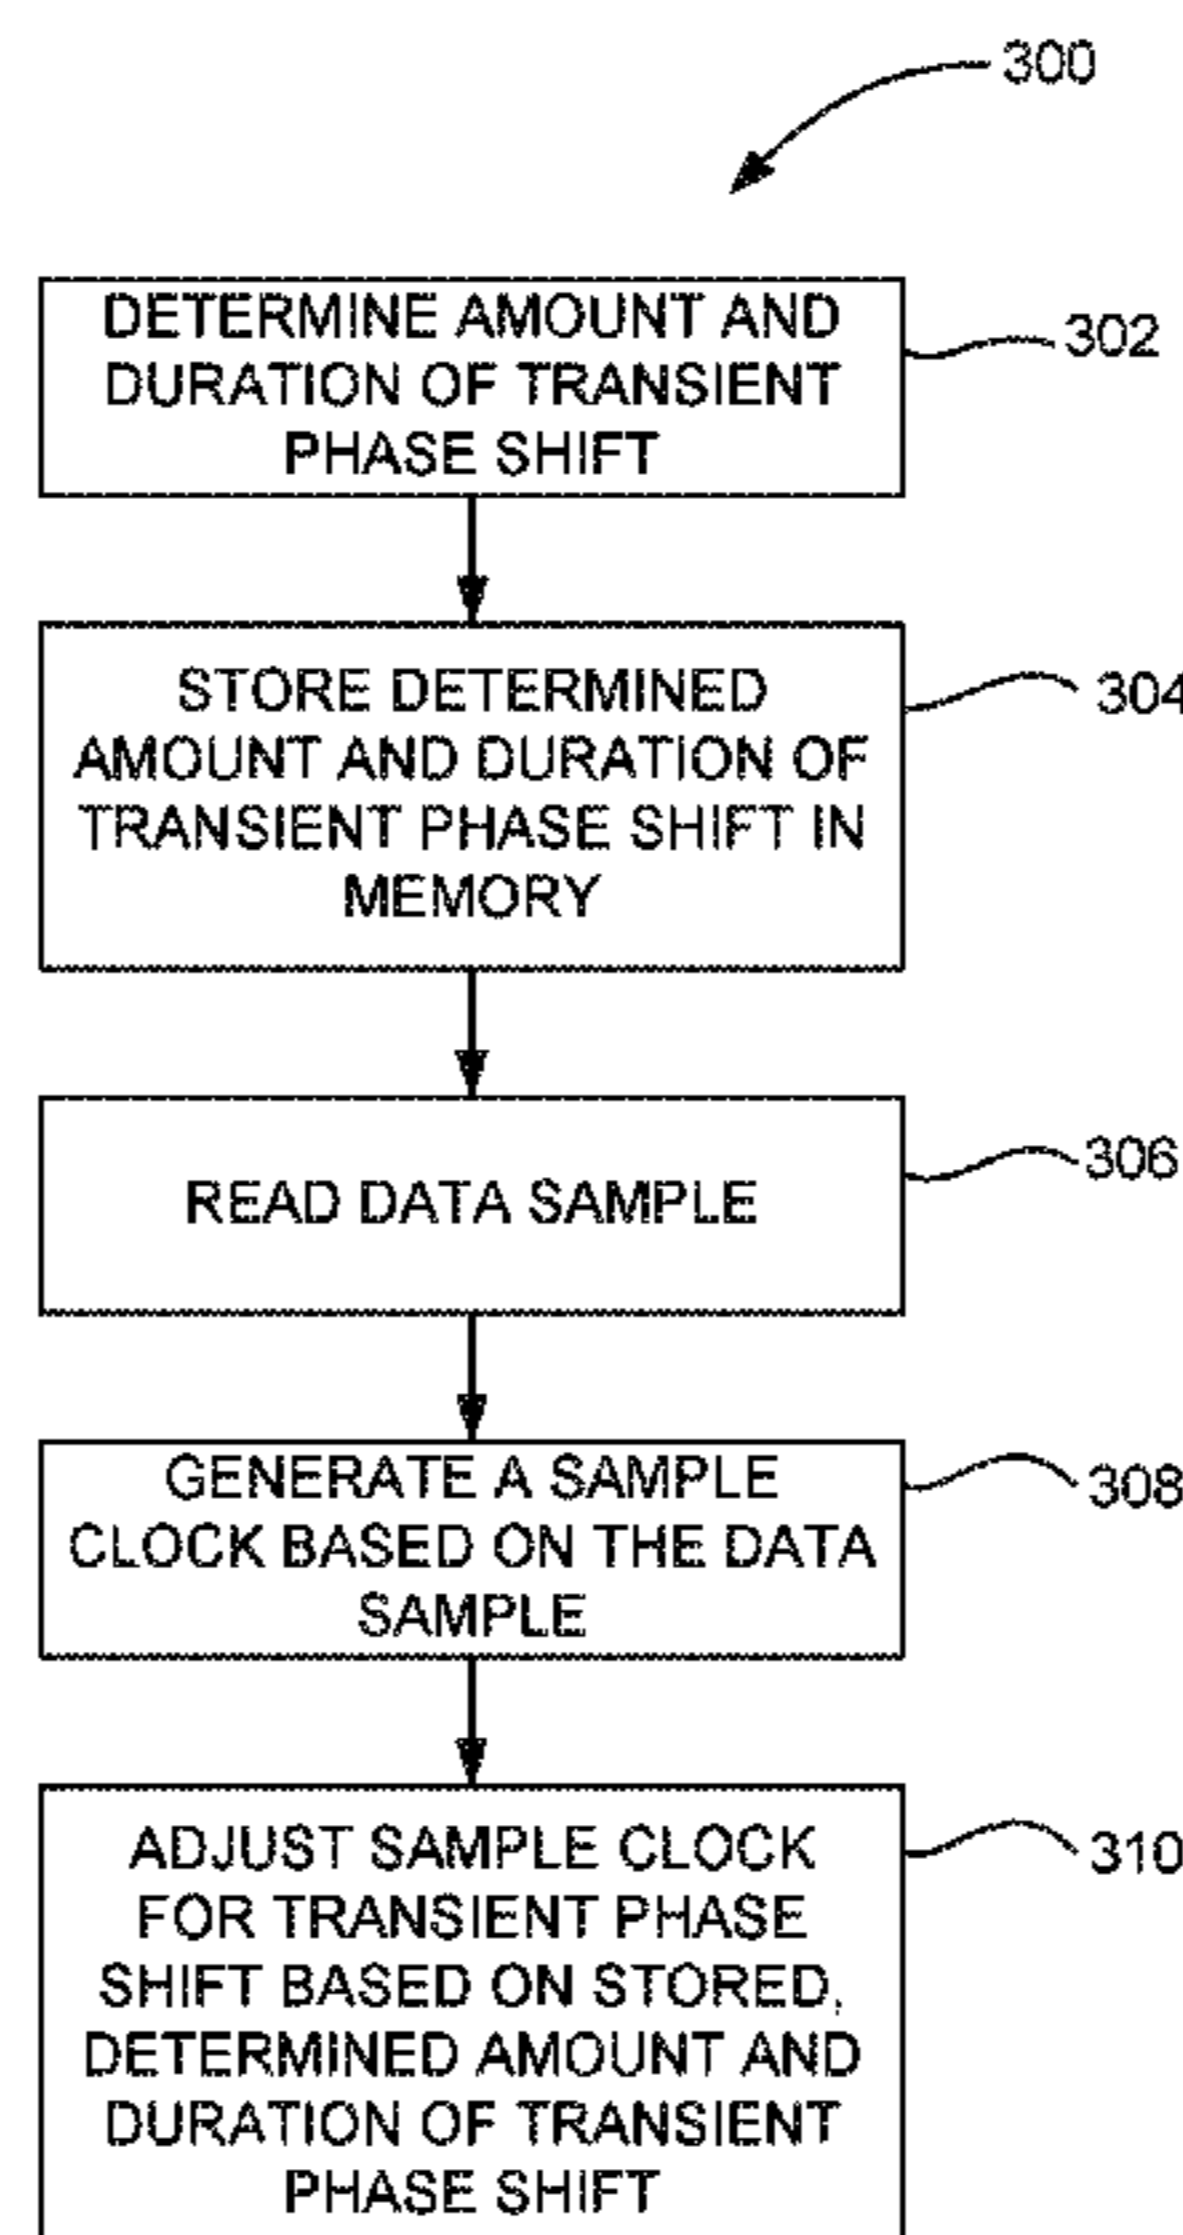 300
DETERMINE AMOUNT AND
DURATION OF TRANSIENT
PHASE SHIFT
302
STORE DETERMINED
AMOUNT AND DURATION OF
TRANSIENT PHASE SHIFT IN
MEMORY
304
READ DATA SAMPLE
306
GENERATE A SAMPLE
CLOCK BASED ON THE DATA
SAMPLE
308
ADJUST SAMPLE CLOCK
FOR TRANSIENT PHASE
SHIFT BASED ON STORED,
DETERMINED AMOUNT AND
DURATION OF TRANSIENT
PHASE SHIFT
310